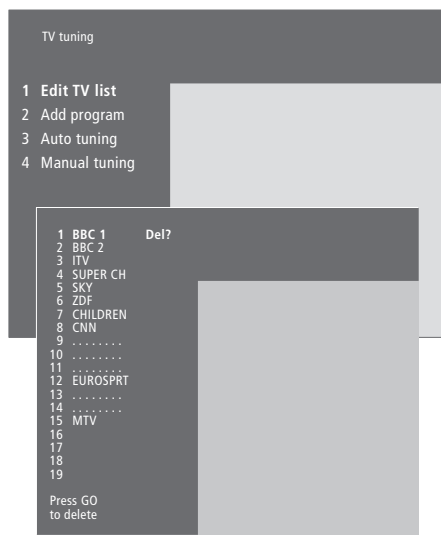 TV tuning
1 Edit TV list
2 Add program
3 Auto tuning
4 Manual tuning
1 BBC 1 Del?
2 BBC 2
3 ITV
4 SUPER CH
5 SKY
6 ZDF
7 CHILDREN
8 CNN
9 ........
10 ........
11 ........
12 EUROSPRT
13 ........
14 ........
15 MTV
16
17
18
19
Press GO
to delete